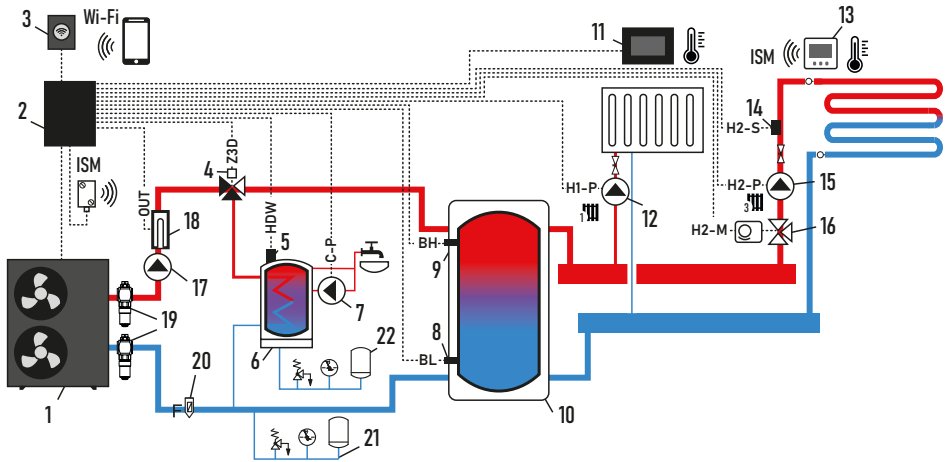 3
Wi-Fi
11
13
ISM
2
14
H2-S
Z3D
4
ISM
OUT
H1-P
H2-P
15
1
12
3
18
HDW
5
C-P
H2-M
16
BH
9
17
7
19
8
22
6
BL
20
1
10
21